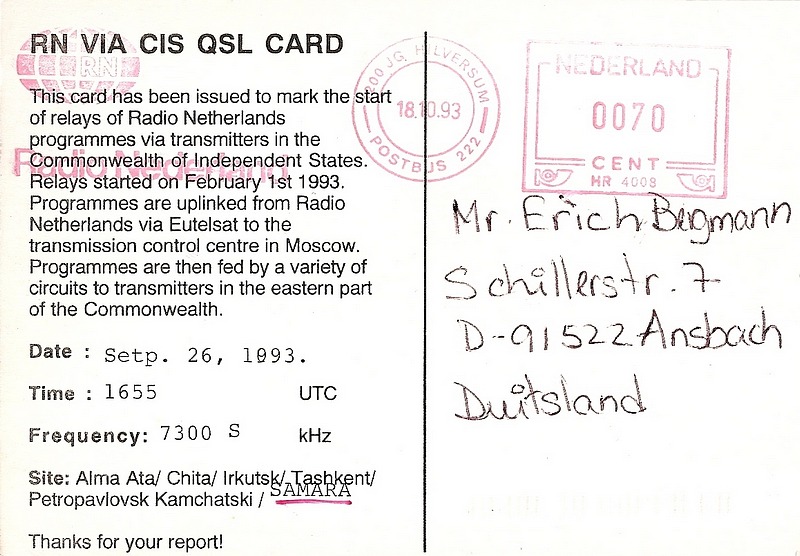 RN VIA CIS QSL CARD
RN
This card has been issued to mark the start
of relays of Radio Netherlands
programmes via transmitters in the
Commonwealth of Independent States.
Radio Nederland
Relays started on February 1st 1993.
Programmes are uplinked from Radio
Netherlands via Eutelsat to the
transmission control centre in Moscow.
Programmes are then fed by a variety of
circuits to transmitters in the eastern part
of the Commonwealth.
Date : Setp. 26, 1993.
Time : 1655 UTC
Frequency: 7300 S kHz
Site: Alma Ata/ Chita/ Irkutsk/ Tashkent/
Petropavlovsk Kamchatski / SAMARA
Thanks for your report!
200 JG. HILVERSUM
18.10.93
POSTBUS 222
NEDERLAND
0070
CENT
HR 4008
Mr. Erich Bergmann
Schillerstr. 7
D-91522 Ansbach
Duitsland